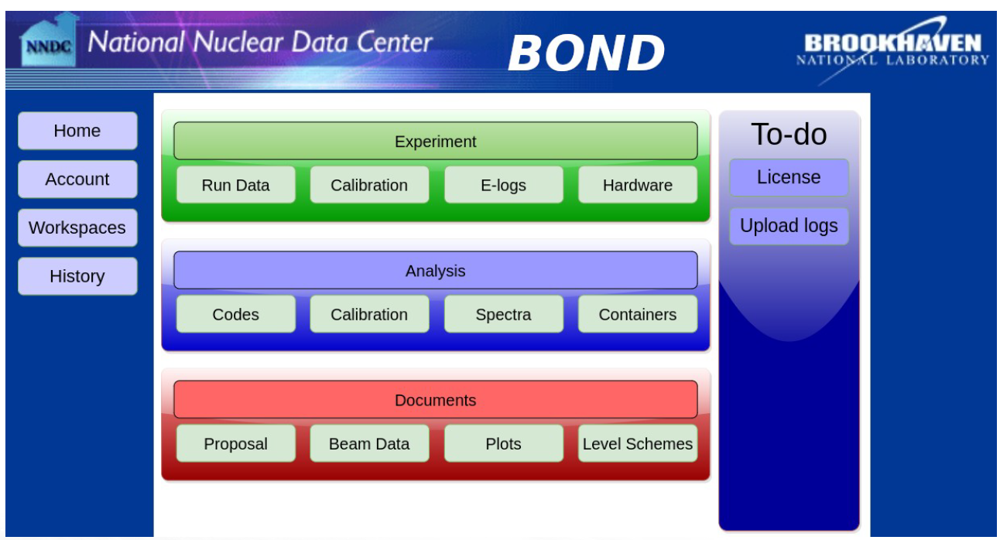 NNDC National Nuclear Data Center
BOND
BROOKHAVEN
NATIONAL LABORATORY
Home
Account
Workspaces
History
Experiment
Run Data Calibration E-logs Hardware
Analysis
Codes Calibration Spectra Containers
Documents
Proposal Beam Data Plots Level Schemes
To-do
License
Upload logs